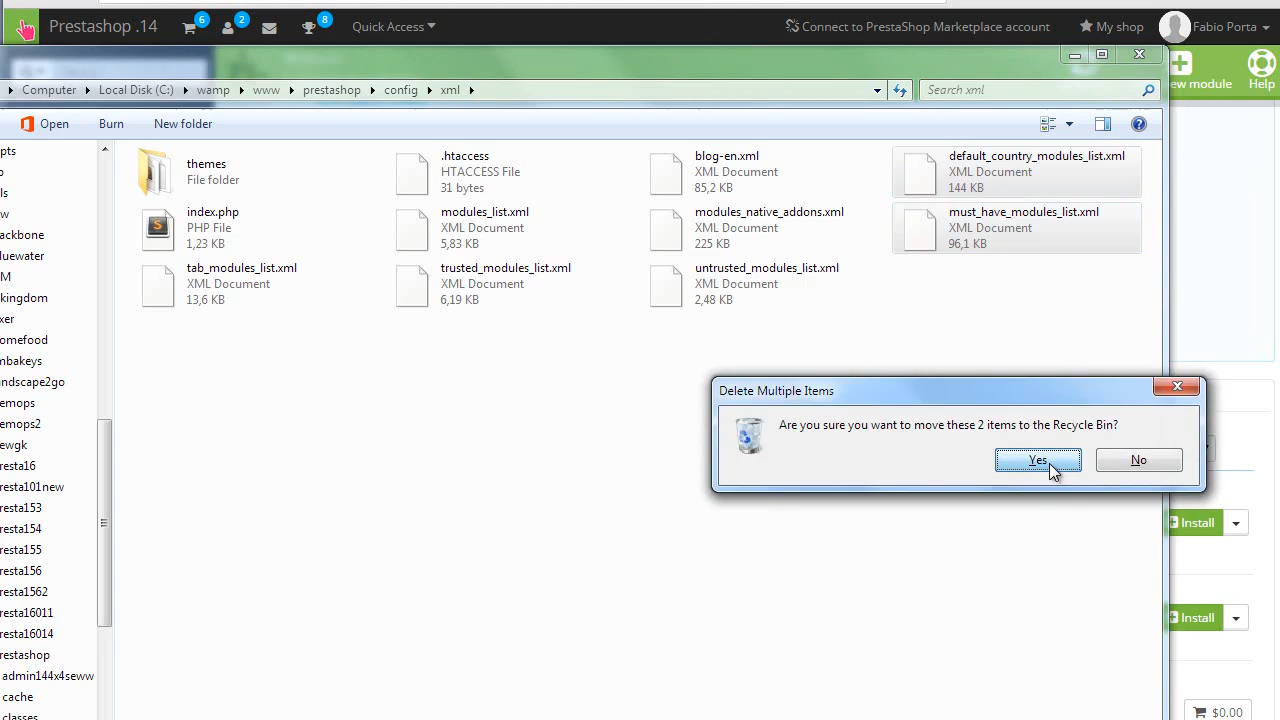 Prestashop .14 6 2 8 Quick Access Connect to PrestaShop Marketplace account My shop Fabio Porta
Computer Local Disk (C:) wamp www prestashop config xml Search xml
ew module Help
Open Burn New folder
pts
ls
w
ackbone
luewater
M
kingdom
xer
omefood
mbakeys
ndscape2go
emops
emops2
ewgk
resta16
resta101new
resta153
resta154
resta155
resta156
resta1562
resta16011
resta16014
restashop
admin144x4seww
cache
classes
themes
File folder
.htaccess
HTACCESS File
31 bytes
blog-en.xml
XML Document
85,2 KB
default_country_modules_list.xml
XML Document
144 KB
index.php
PHP File
1,23 KB
modules_list.xml
XML Document
5,83 KB
modules_native_addons.xml
XML Document
225 KB
must_have_modules_list.xml
XML Document
96,1 KB
tab_modules_list.xml
XML Document
13,6 KB
trusted_modules_list.xml
XML Document
6,19 KB
untrusted_modules_list.xml
XML Document
2,48 KB
Delete Multiple Items
Are you sure you want to move these 2 items to the Recycle Bin?
Yes No
Install
Install
$0.00